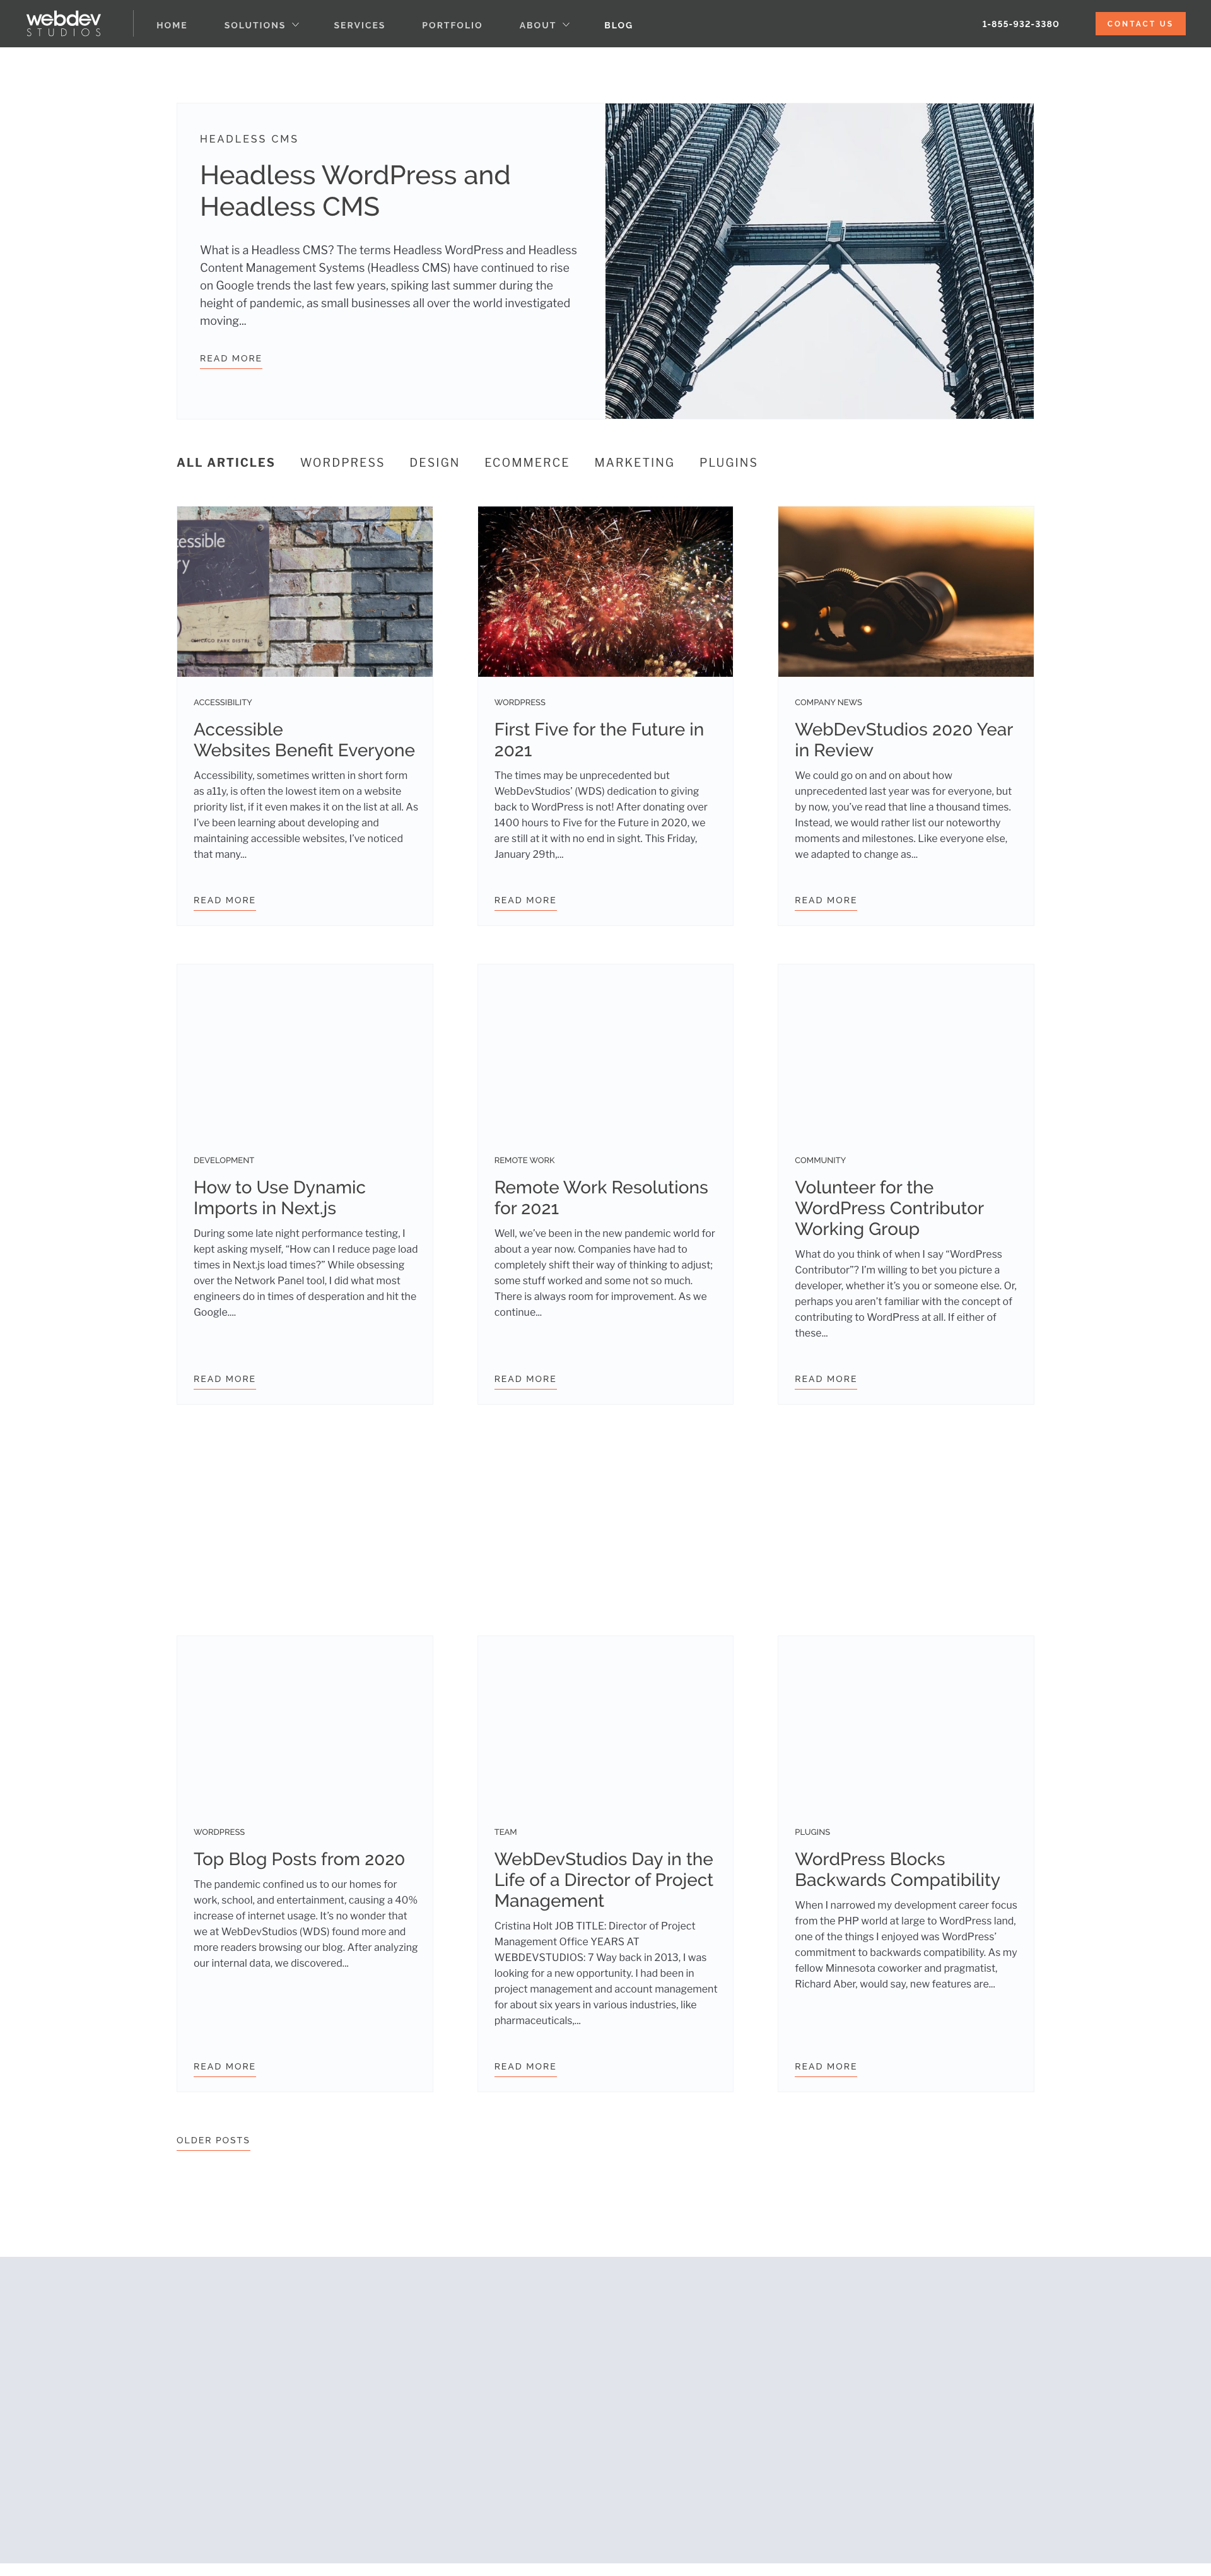 webdev
STUDIOS
HOME
SOLUTIONS
SERVICES
PORTFOLIO
ABOUT
BLOG
1-855-932-3380
CONTACT US
HEADLESS CMS
Headless WordPress and
Headless CMS
What is a Headless CMS? The terms Headless WordPress and Headless
Content Management Systems (Headless CMS) have continued to rise
on Google trends the last few years, spiking last summer during the
height of pandemic, as small businesses all over the world investigated
moving...
READ MORE
ALL ARTICLES
WORDPRESS
DESIGN
ECOMMERCE
MARKETING
PLUGINS
cessible
ry
CHICAGO PARK DISTRI
ACCESSIBILITY
Accessible
Websites Benefit Everyone
Accessibility, sometimes written in short form
as a11y, is often the lowest item on a website
priority list, if it even makes it on the list at all. As
I've been learning about developing and
maintaining accessible websites, I've noticed
that many...
READ MORE
WORDPRESS
First Five for the Future in
2021
The times may be unprecedented but
WebDevStudios' (WDS) dedication to giving
back to WordPress is not! After donating over
1400 hours to Five for the Future in 2020, we
are still at it with no end in sight. This Friday,
January 29th,...
READ MORE
COMPANY NEWS
WebDevStudios 2020 Year
in Review
We could go on and on about how
unprecedented last year was for everyone, but
by now, you've read that line a thousand times.
Instead, we would rather list our noteworthy
moments and milestones. Like everyone else,
we adapted to change as...
READ MORE
DEVELOPMENT
How to Use Dynamic
Imports in Next.js
During some late night performance testing, I
kept asking myself, “How can I reduce page load
times in Next.js load times?” While obsessing
over the Network Panel tool, I did what most
engineers do in times of desperation and hit the
Google....
READ MORE
REMOTE WORK
Remote Work Resolutions
for 2021
Well, we've been in the new pandemic world for
about a year now. Companies have had to
completely shift their way of thinking to adjust;
some stuff worked and some not so much.
There is always room for improvement. As we
continue...
READ MORE
COMMUNITY
Volunteer for the
WordPress Contributor
Working Group
What do you think of when I say “WordPress
Contributor”? I'm willing to bet you picture a
developer, whether it's you or someone else. Or,
perhaps you aren't familiar with the concept of
contributing to WordPress at all. If either of
these...
READ MORE
WORDPRESS
Top Blog Posts from 2020
The pandemic confined us to our homes for
work, school, and entertainment, causing a 40%
increase of internet usage. It's no wonder that
we at WebDevStudios (WDS) found more and
more readers browsing our blog. After analyzing
our internal data, we discovered...
READ MORE
TEAM
WebDevStudios Day in the
Life of a Director of Project
Management
Cristina Holt JOB TITLE: Director of Project
Management Office YEARS AT
WEBDEVSTUDIOS: 7 Way back in 2013, I was
looking for a new opportunity. I had been in
project management and account management
for about six years in various industries, like
pharmaceuticals,...
READ MORE
PLUGINS
WordPress Blocks
Backwards Compatibility
When I narrowed my development career focus
from the PHP world at large to WordPress land,
one of the things I enjoyed was WordPress'
commitment to backwards compatibility. As my
fellow Minnesota coworker and pragmatist,
Richard Aber, would say, new features are...
READ MORE
OLDER POSTS